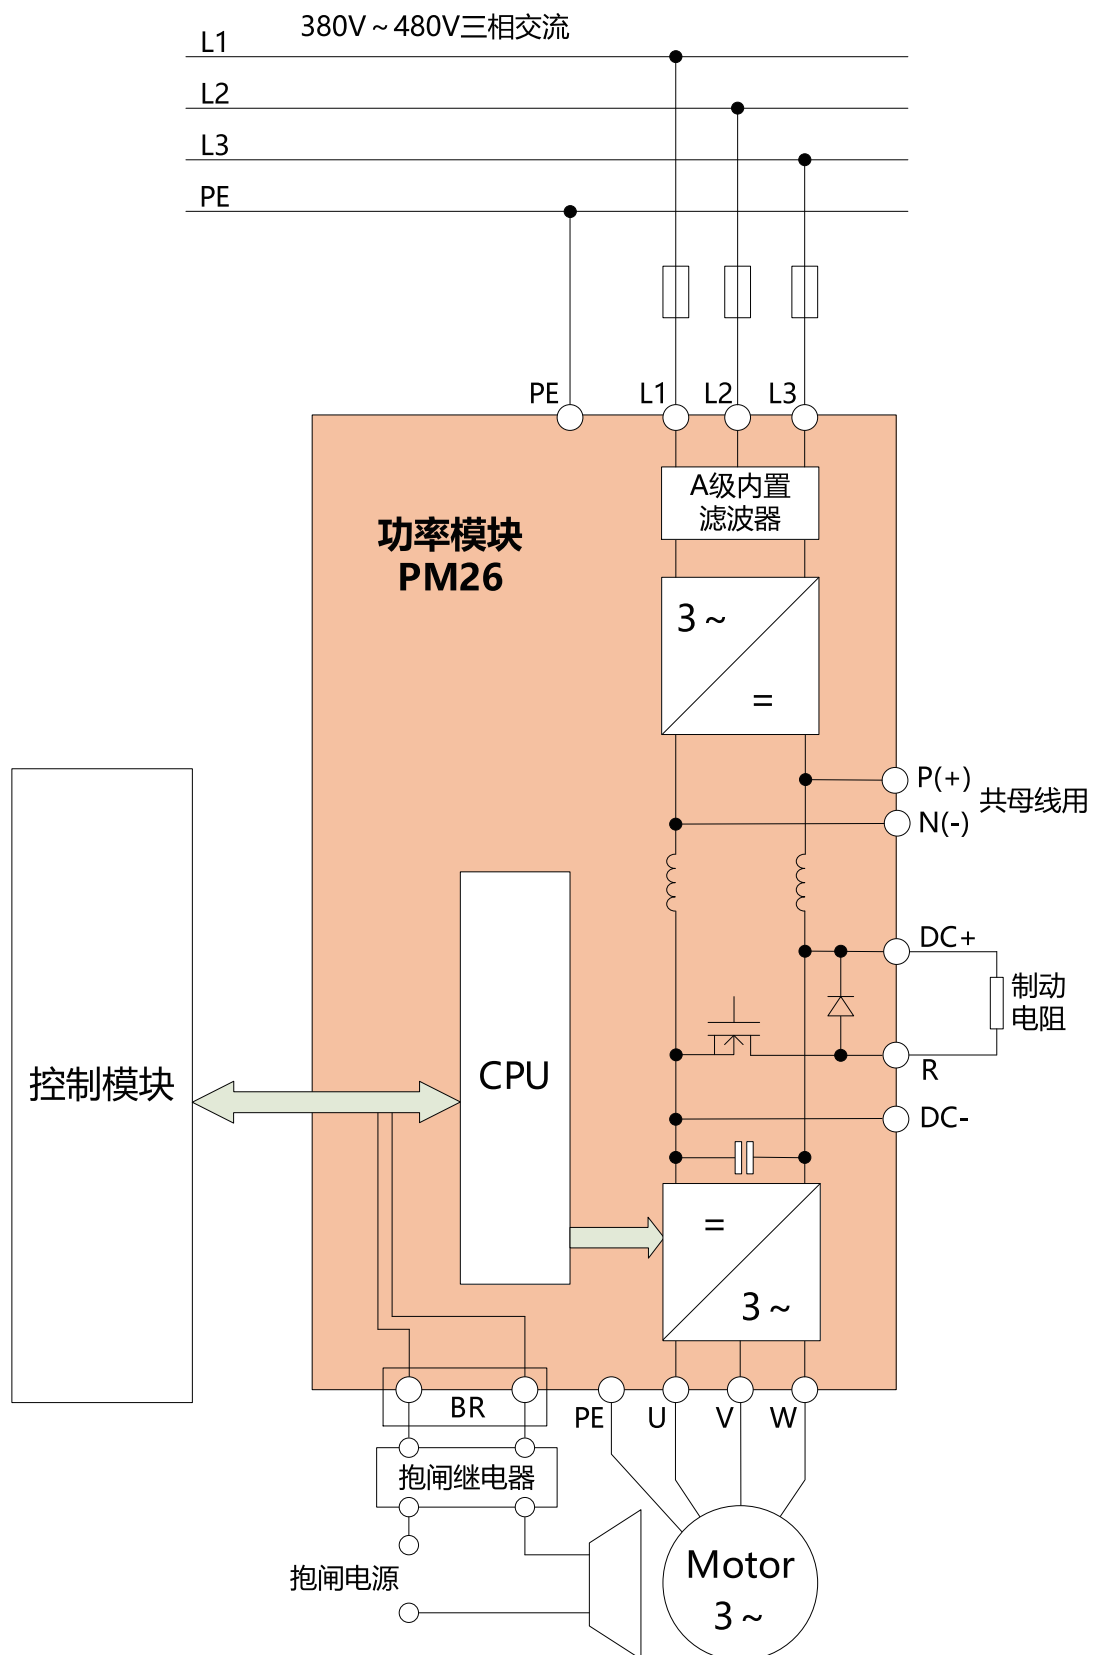 380V～480V三相交流
L1
L2
L3
PE
PE
L1
L2
L3
A级内置
滤波器
功率模块
PM26
3～
=
P(+)
N(-)
共母线用
DC+
制动
电阻
R
DC-
CPU
控制模块
=
3～
BR
PE
U
V
W
抱闸继电器
抱闸电源
Motor
3～